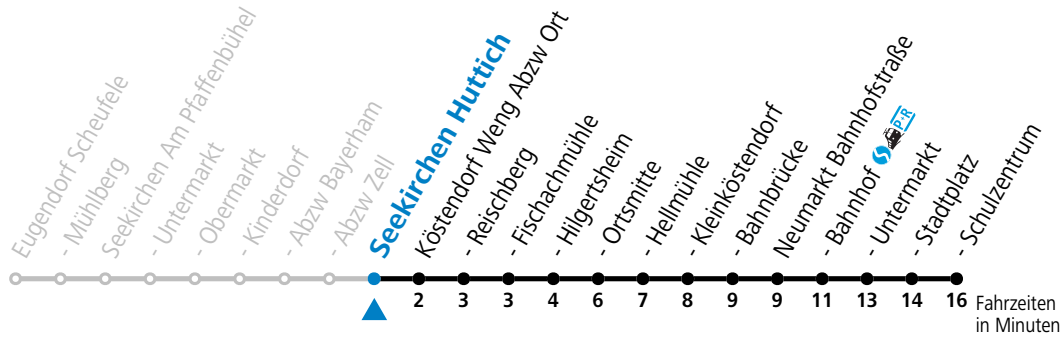 Eugendorf Scheufele
- Mühlberg
Seekirchen Am Pfaffenbühel
- Untermarkt
- Obermarkt
- Kinderdorf
- Abzw Bayerham
- Abzw Zell
Seekirchen Huttich
Köstendorf Weng Abzw Ort
- Reischberg
- Fischachmühle
- Hilgertsheim
- Ortsmitte
- Hellmühle
- Kleinköstendorf
- Bahnbrücke
Neumarkt Bahnhofstraße
- Bahnhof S P+R
- Untermarkt
- Stadtplatz
- Schulzentrum
2 3 3 4 6 7 8 9 9 11 13 14 16 Fahrzeiten
in Minuten